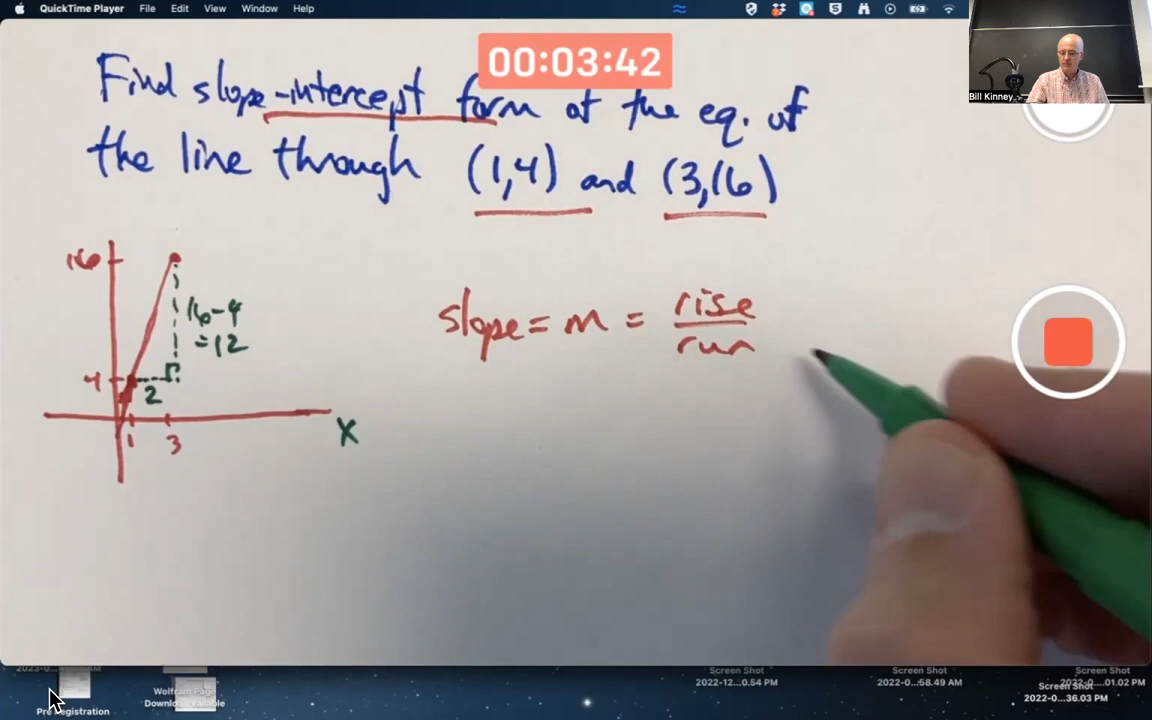 QuickTime Player File Edit View Window Help
00:03:42
Bill Kinney
Find slope-intercept form of the eq. of
the line through (1,4) and (3,16)
16
16-4
=12
4
2
1
3
x
slope = m = rise
run
Screen Shot
2022-12...0.54 PM
Screen Shot
2022-0...58.49 AM
Screen Shot
2022-0...01.02 PM
Screen Shot
2022-0...36.03 PM
Wolfram Page
Pre Registration